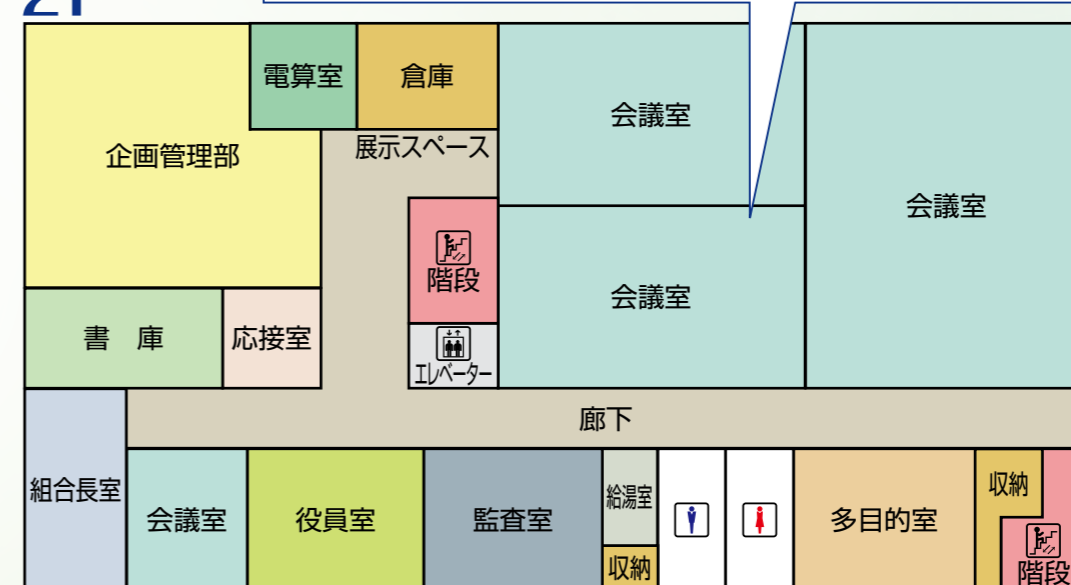 電算室
倉庫
会議室
企画管理部
展示スペース
会議室
階段
会議室
書 庫
応接室
エレベーター
廊下
組合長室
会議室
役員室
監査室
給湯室
多目的室
収納
収納
階段